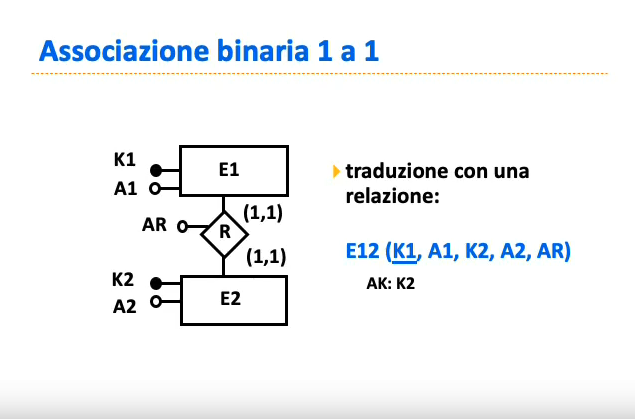 Associazione binaria 1 a 1
K1
E1
A1
(1,1)
AR
R
(1,1)
K2
E2
A2
traduzione con una
relazione:
E12 (K1, A1, K2, A2, AR)
AK: K2